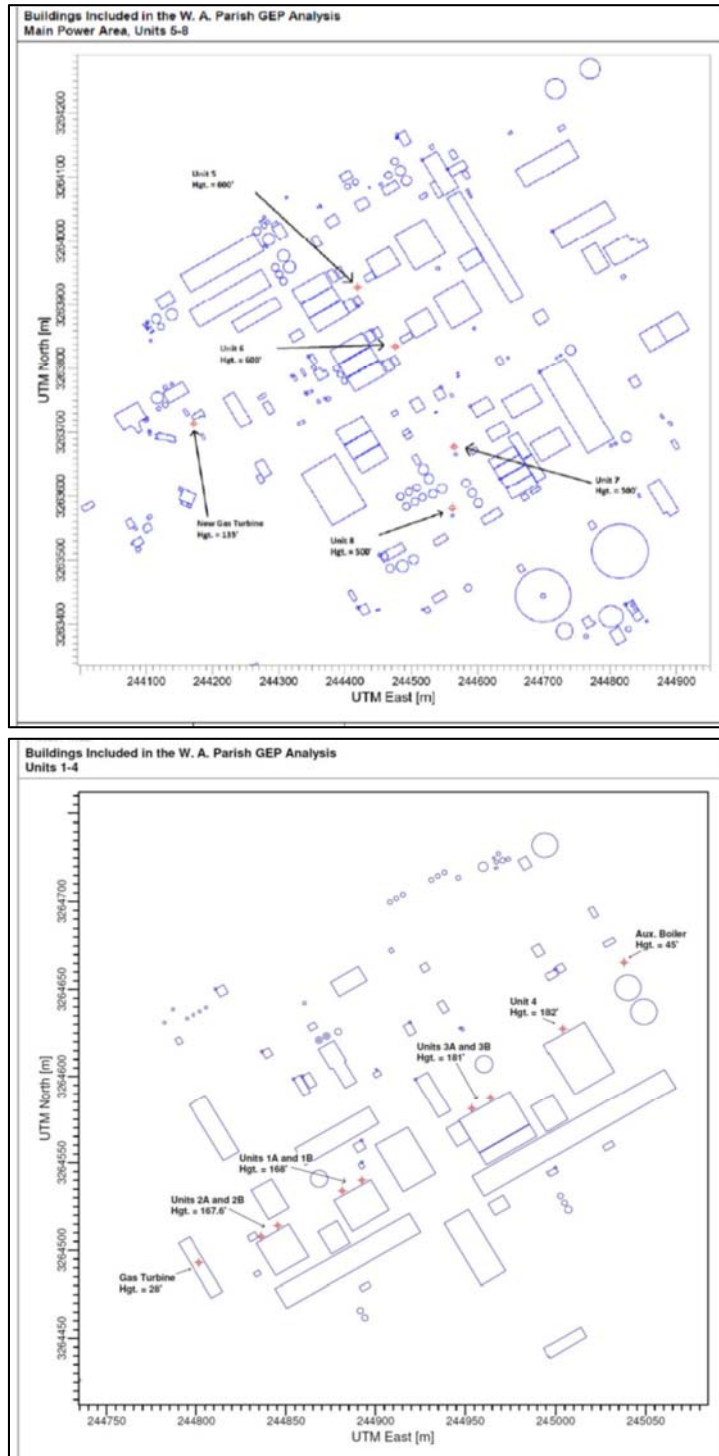 Buildings Included in the W. A. Parish GEP Analysis
Main Power Area, Units 5-8
3264200
3264100
3264000
3263900
3263800
3263700
3263600
3263500
3263400
UTM North [m]
Unit 5
Hgt. = 600'
Unit 6
Hgt. = 600'
New Gas Turbine
Hgt. = 135'
Unit 8
Hgt. = 500'
Unit 7
Hgt. = 500'
244100 244200 244300 244400 244500 244600 244700 244800 244900
UTM East [m]
Buildings Included in the W. A. Parish GEP Analysis
Units 1-4
3264700
3264650
3264600
3264550
3264500
3264450
UTM North [m]
Aux. Boiler
Hgt. = 45'
Unit 4
Hgt. = 182'
Units 3A and 3B
Hgt. = 181'
Units 1A and 1B
Hgt. = 168'
Units 2A and 2B
Hgt. = 167.6'
Gas Turbine
Hgt. = 28'
244750 244800 244850 244900 244950 245000 245050
UTM East [m]